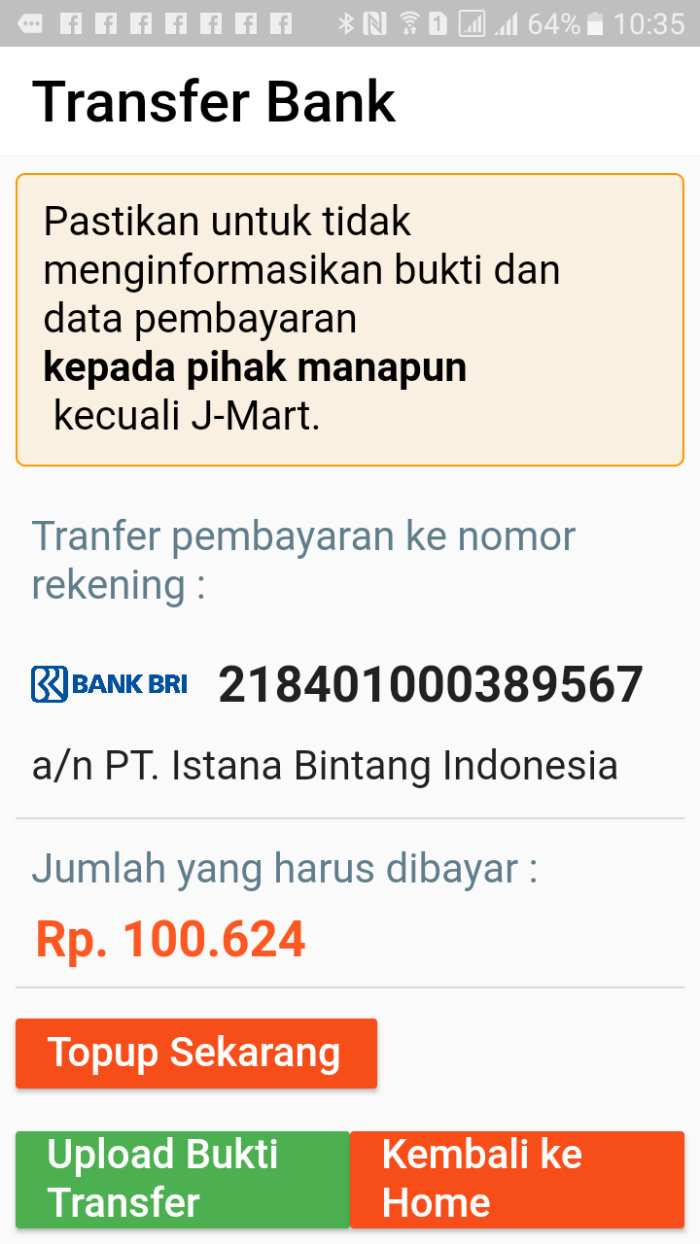 64% 10:35
Transfer Bank
Pastikan untuk tidak
menginformasikan bukti dan
data pembayaran
kepada pihak manapun
kecuali J-Mart.
Tranfer pembayaran ke nomor
rekening :
BANK BRI 218401000389567
a/n PT. Istana Bintang Indonesia
Jumlah yang harus dibayar :
Rp. 100.624
Topup Sekarang
Upload Bukti
Transfer
Kembali ke
Home